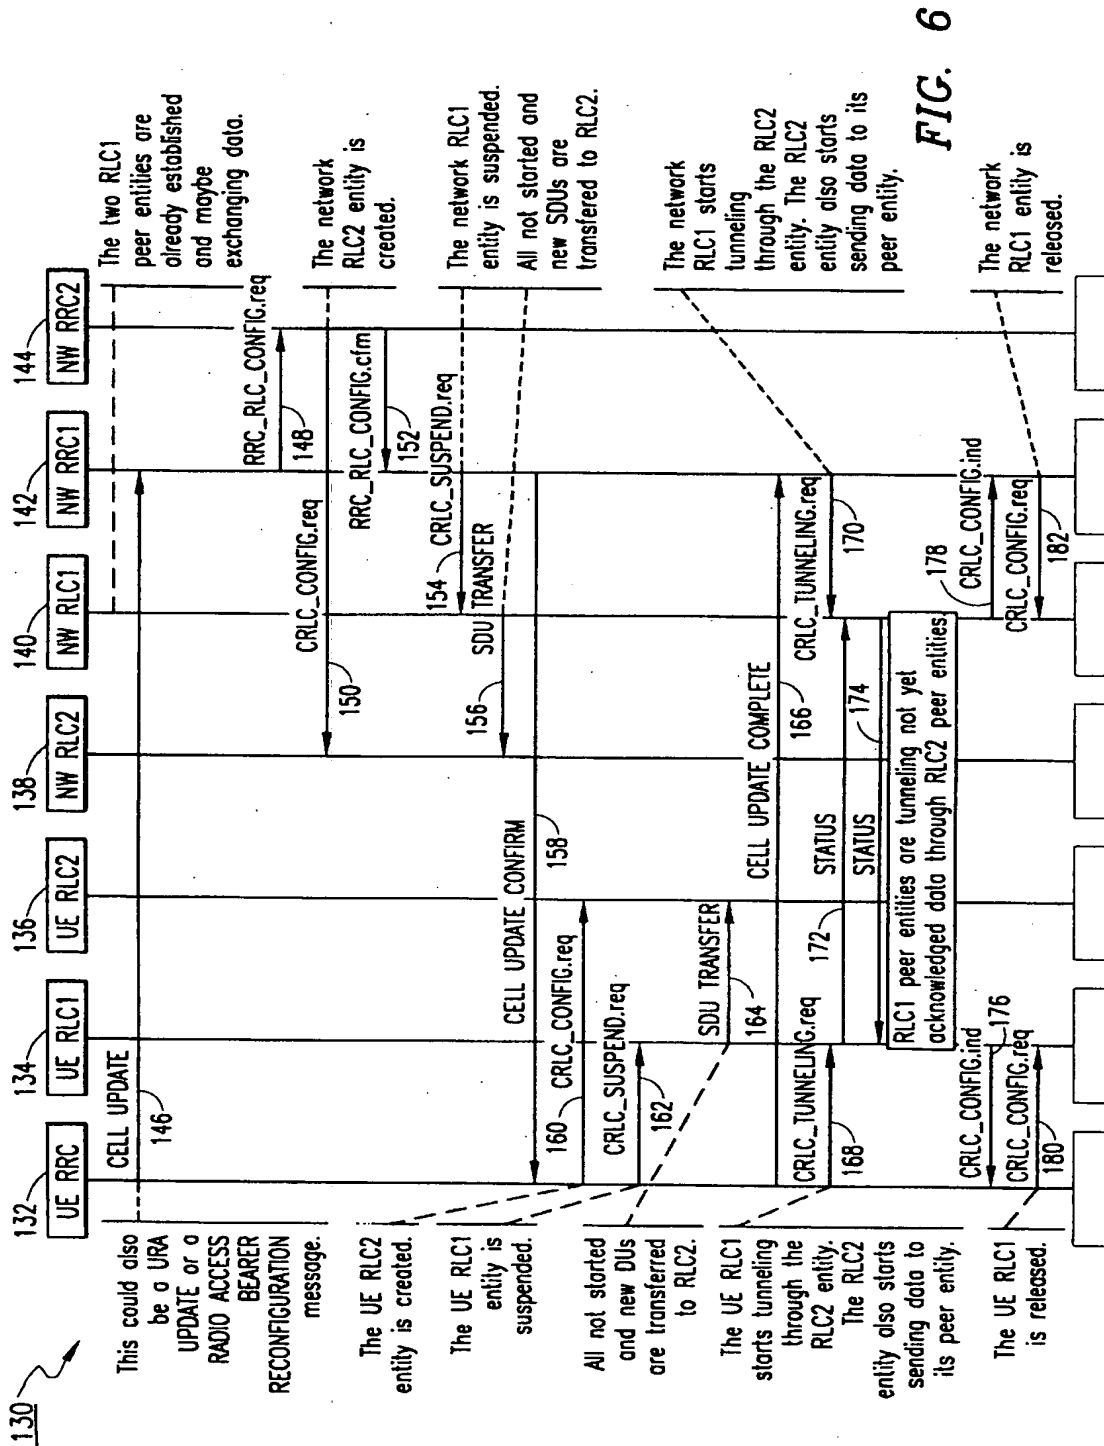 130
132
UE RRC
134
UE RLC1
136
UE RLC2
138
NW RLC2
140
NW RLC1
142
NW RRC1
144
NW RRC2
This could also
be a URA
UPDATE or a
RADIO ACCESS
BEARER
RECONFIGURATION
message.
CELL UPDATE
146
The two RLC1
peer entities are
already established
and maybe
exchanging data.
RRC_RLC_CONFIG.req
148
CRLC_CONFIG.req
150
The network
RLC2 entity is
created.
RRC_RLC_CONFIG.cfm
152
CRLC_SUSPEND.req
154
The network RLC1
entity is suspended.
SDU TRANSFER
156
All not started and
new SDUs are
transfered to RLC2.
CELL UPDATE CONFIRM
158
The UE RLC2
entity is created.
160
CRLC_CONFIG.req
The UE RLC1
entity is
suspended.
CRLC_SUSPEND.req
162
All not started
and new DUs
are transferred
to RLC2.
SDU TRANSFER
164
CELL UPDATE COMPLETE
166
The UE RLC1
starts tunneling
through the
RLC2 entity.
The RLC2
entity also starts
sending data to
its peer entity.
CRLC_TUNNELING.req
168
CRLC_TUNNELING.req
170
The network
RLC1 starts
tunneling
through the RLC2
entity. The RLC2
entity also starts
sending data to its
peer entity.
172
STATUS
STATUS
174
RLC1 peer entities are tunneling not yet
acknowledged data through RLC2 peer entities.
CRLC_CONFIG.ind
176
178
CRLC_CONFIG.ind
The UE RLC1
is released.
CRLC_CONFIG.req
180
CRLC_CONFIG.req
182
The network
RLC1 entity is
released.
FIG. 6